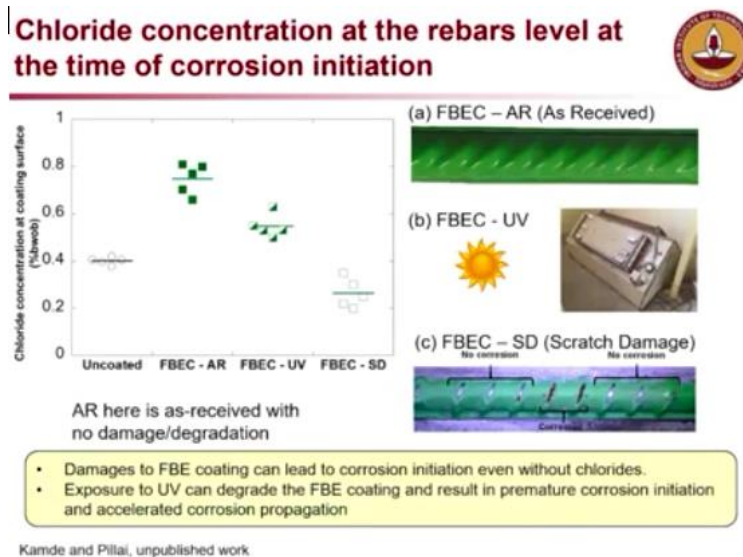 Chloride concentration at the rebars level at
the time of corrosion initiation
Chloride concentration at coating surface
(%bwob)
1
0.8
0.6
0.4
0.2
0
Uncoated FBEC - AR FBEC - UV FBEC - SD
AR here is as-received with
no damage/degradation
(a) FBEC – AR (As Received)
(b) FBEC - UV
(c) FBEC – SD (Scratch Damage)
No corrosion No corrosion
• Damages to FBE coating can lead to corrosion initiation even without chlorides.
• Exposure to UV can degrade the FBE coating and result in premature corrosion initiation
and accelerated corrosion propagation
Kamde and Pillai, unpublished work